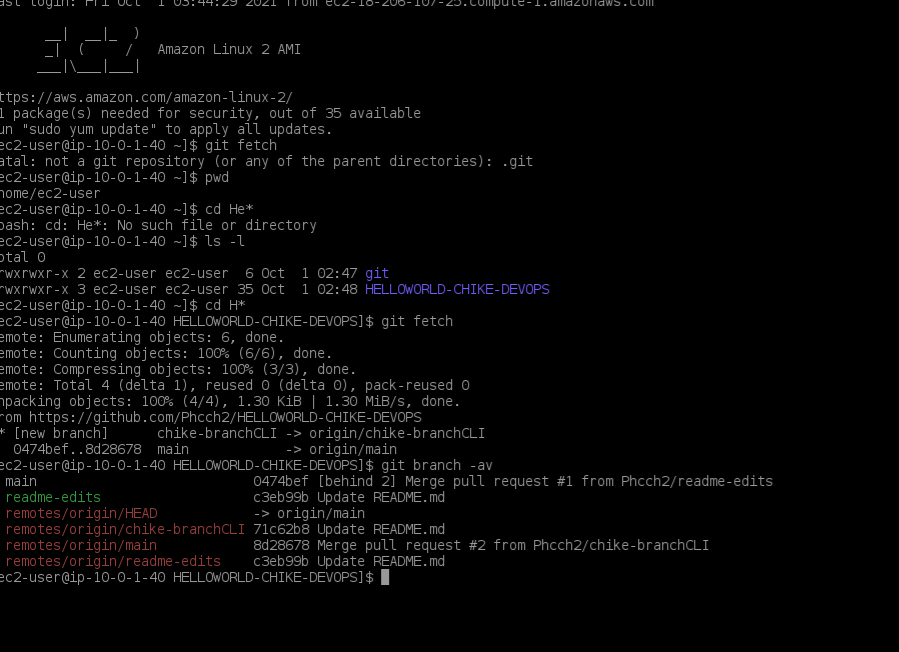 ast login: Fri Oct  1 03:44:29 2021 from ec2-18-206-107-25.compute-1.amazonaws.com
      __|  __|_  )
      _|  (     /   Amazon Linux 2 AMI
     ___|\___|___|
ttps://aws.amazon.com/amazon-linux-2/
1 package(s) needed for security, out of 35 available
un "sudo yum update" to apply all updates.
ec2-user@ip-10-0-1-40 ~]$ git fetch
atal: not a git repository (or any of the parent directories): .git
ec2-user@ip-10-0-1-40 ~]$ pwd
home/ec2-user
ec2-user@ip-10-0-1-40 ~]$ cd He*
bash: cd: He*: No such file or directory
ec2-user@ip-10-0-1-40 ~]$ ls -l
otal 0
rwxrwxr-x 2 ec2-user ec2-user  6 Oct  1 02:47 git
rwxrwxr-x 3 ec2-user ec2-user 35 Oct  1 02:48 HELLOWORLD-CHIKE-DEVOPS
ec2-user@ip-10-0-1-40 ~]$ cd H*
ec2-user@ip-10-0-1-40 HELLOWORLD-CHIKE-DEVOPS]$ git fetch
emote: Enumerating objects: 6, done.
emote: Counting objects: 100% (6/6), done.
emote: Compressing objects: 100% (3/3), done.
emote: Total 4 (delta 1), reused 0 (delta 0), pack-reused 0
npacking objects: 100% (4/4), 1.30 KiB | 1.30 MiB/s, done.
rom https://github.com/Phcch2/HELLOWORLD-CHIKE-DEVOPS
* [new branch]      chike-branchCLI -> origin/chike-branchCLI
  0474bef..8d28678  main            -> origin/main
ec2-user@ip-10-0-1-40 HELLOWORLD-CHIKE-DEVOPS]$ git branch -av
 main                          0474bef [behind 2] Merge pull request #1 from Phcch2/readme-edits
 readme-edits                  c3eb99b Update README.md
 remotes/origin/HEAD           -> origin/main
 remotes/origin/chike-branchCLI 71c62b8 Update README.md
 remotes/origin/main           8d28678 Merge pull request #2 from Phcch2/chike-branchCLI
 remotes/origin/readme-edits   c3eb99b Update README.md
ec2-user@ip-10-0-1-40 HELLOWORLD-CHIKE-DEVOPS]$